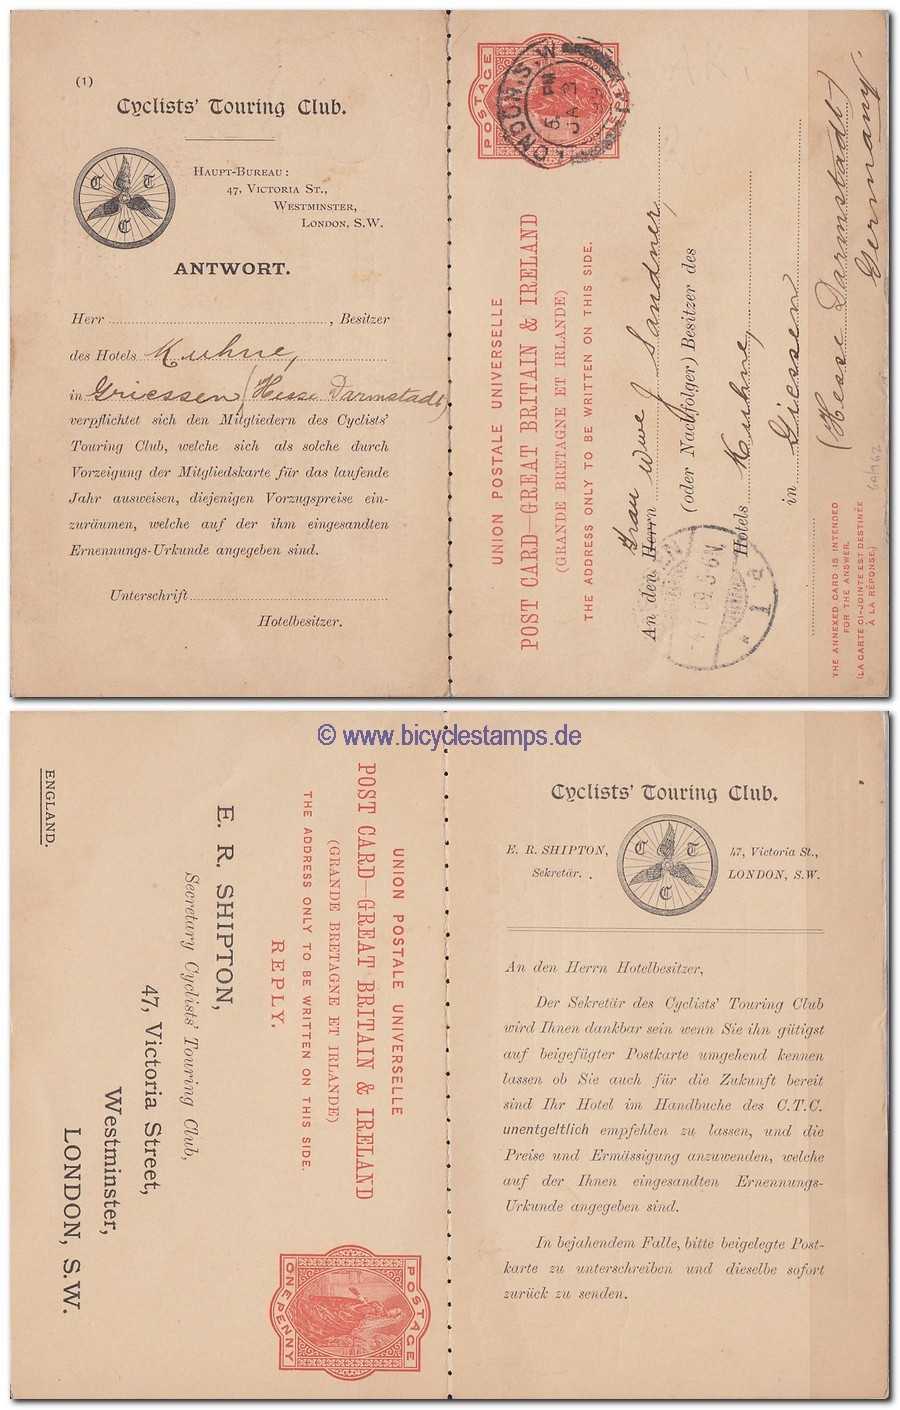 (1)
Cyclists' Touring Club.
C T C
HAUPT-BUREAU:
47, VICTORIA ST.,
WESTMINSTER,
LONDON, S.W.
ANTWORT.
Herr , Besitzer
des Hotels Kuhne,
in Griessen (Hesse Darmstadt)
verpflichtet sich den Mitgliedern des Cyclists'
Touring Club, welche sich als solche durch
Vorzeigung der Mitgliedskarte für das laufende
Jahr ausweisen, diejenigen Vorzugspreise ein-
zuräumen, welche auf der ihm eingesandten
Ernennungs-Urkunde angegeben sind.
Unterschrift
Hotelbesitzer.
POSTAGE
LONDON, S.W
6 PM
JA 3
99
UNION POSTALE UNIVERSELLE
POST CARD—GREAT BRITAIN & IRELAND
(GRANDE BRETAGNE ET IRLANDE)
THE ADDRESS ONLY TO BE WRITTEN ON THIS SIDE.
An den Herrn Frau Wwe J Sandner,
(oder Nachfolger) Besitzer des
Hotels Kuhne,
in Giessen
(Hesse Darmstadt)
Germany.
THE ANNEXED CARD IS INTENDED
FOR THE ANSWER.
(LA CARTE CI-JOINTE EST DESTINÉE
À LA RÉPONSE.)
© www.bicyclestamps.de
UNION POSTALE UNIVERSELLE
POST CARD—GREAT BRITAIN & IRELAND
(GRANDE BRETAGNE ET IRLANDE)
THE ADDRESS ONLY TO BE WRITTEN ON THIS SIDE.
REPLY.
POSTAGE
ONE PENNY
E. R. SHIPTON,
Secretary Cyclists' Touring Club,
47, Victoria Street,
Westminster,
LONDON, S.W.
ENGLAND.
Cyclists' Touring Club.
E. R. SHIPTON,
Sekretär.
C T C
47, Victoria St.,
LONDON, S.W.
An den Herrn Hotelbesitzer,
Der Sekretär des Cyclists' Touring Club
wird Ihnen dankbar sein wenn Sie ihn gütigst
auf beigefügter Postkarte umgehend kennen
lassen ob Sie auch für die Zukunft bereit
sind Ihr Hotel im Handbuche des C.T.C.
unentgeltlich empfehlen zu lassen, und die
Preise und Ermässigung anzuwenden, welche
auf der Ihnen eingesandten Ernennungs-
Urkunde angegeben sind.
In bejahendem Falle, bitte beigelegte Post-
karte zu unterschreiben und dieselbe sofort
zurück zu senden.